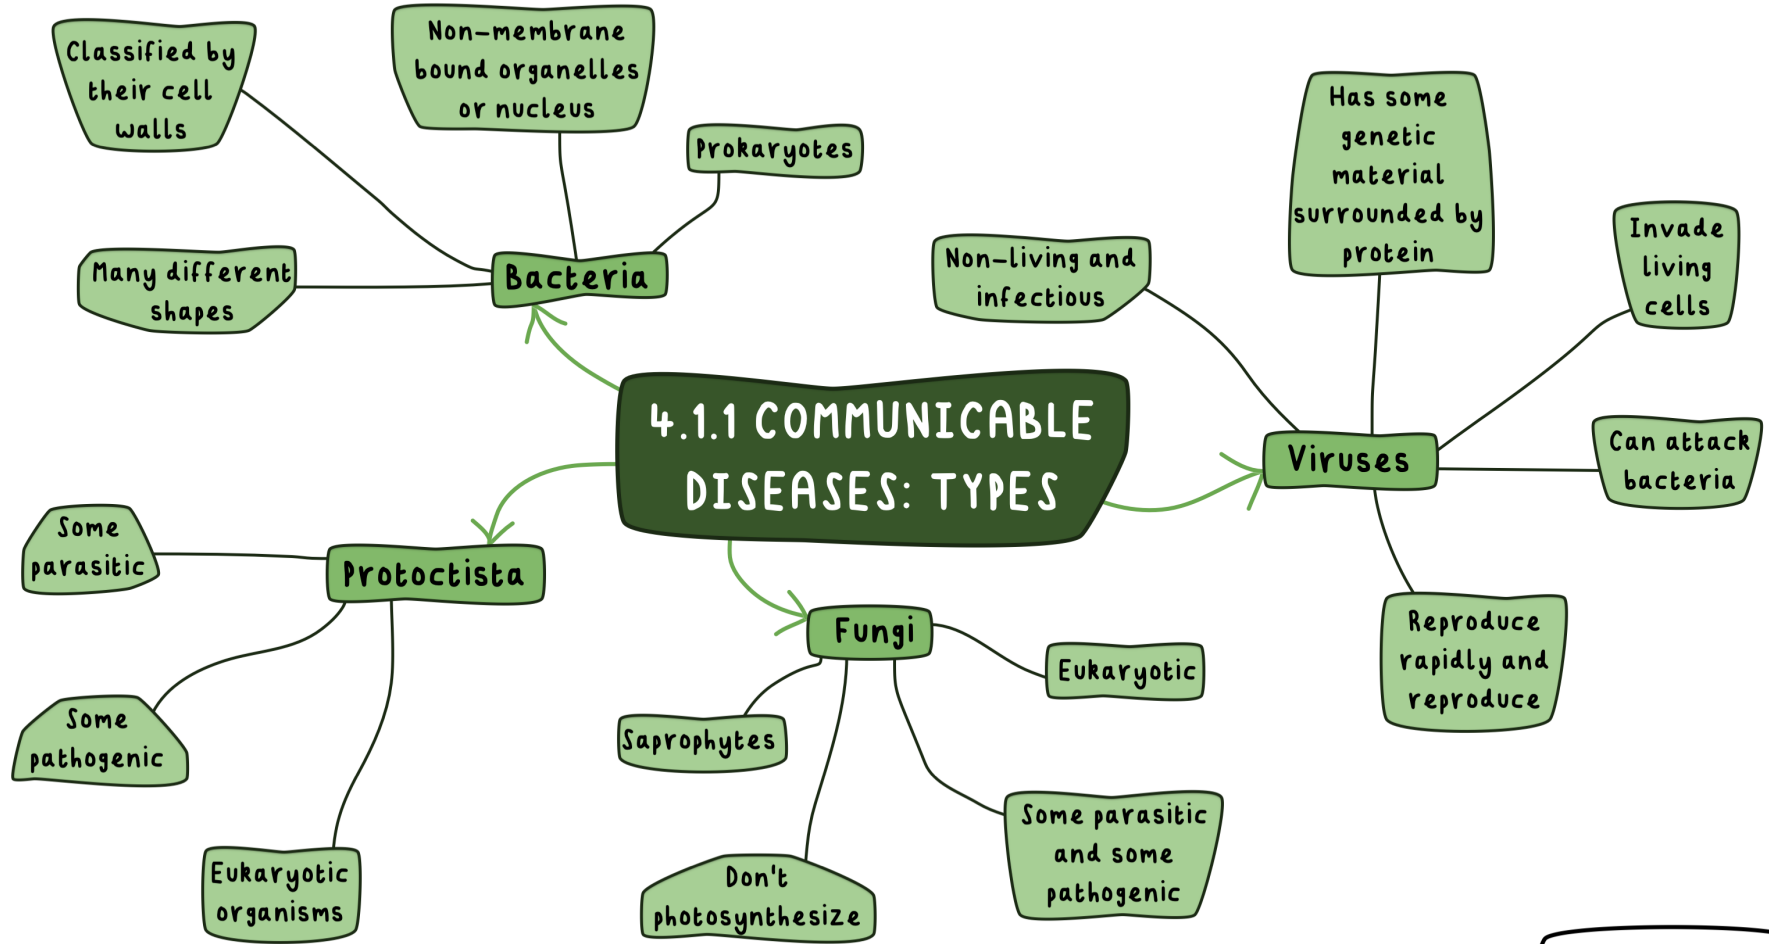 4.1.1 COMMUNICABLE
DISEASES: TYPES
Bacteria
Classified by
their cell
walls
Non-membrane
bound organelles
or nucleus
Prokaryotes
Many different
shapes
Viruses
Non-living and
infectious
Has some
genetic
material
surrounded by
protein
Invade
living
cells
Can attack
bacteria
Reproduce
rapidly and
reproduce
Protoctista
Some
parasitic
Some
pathogenic
Eukaryotic
organisms
Fungi
Eukaryotic
Saprophytes
Don't
photosynthesize
Some parasitic
and some
pathogenic